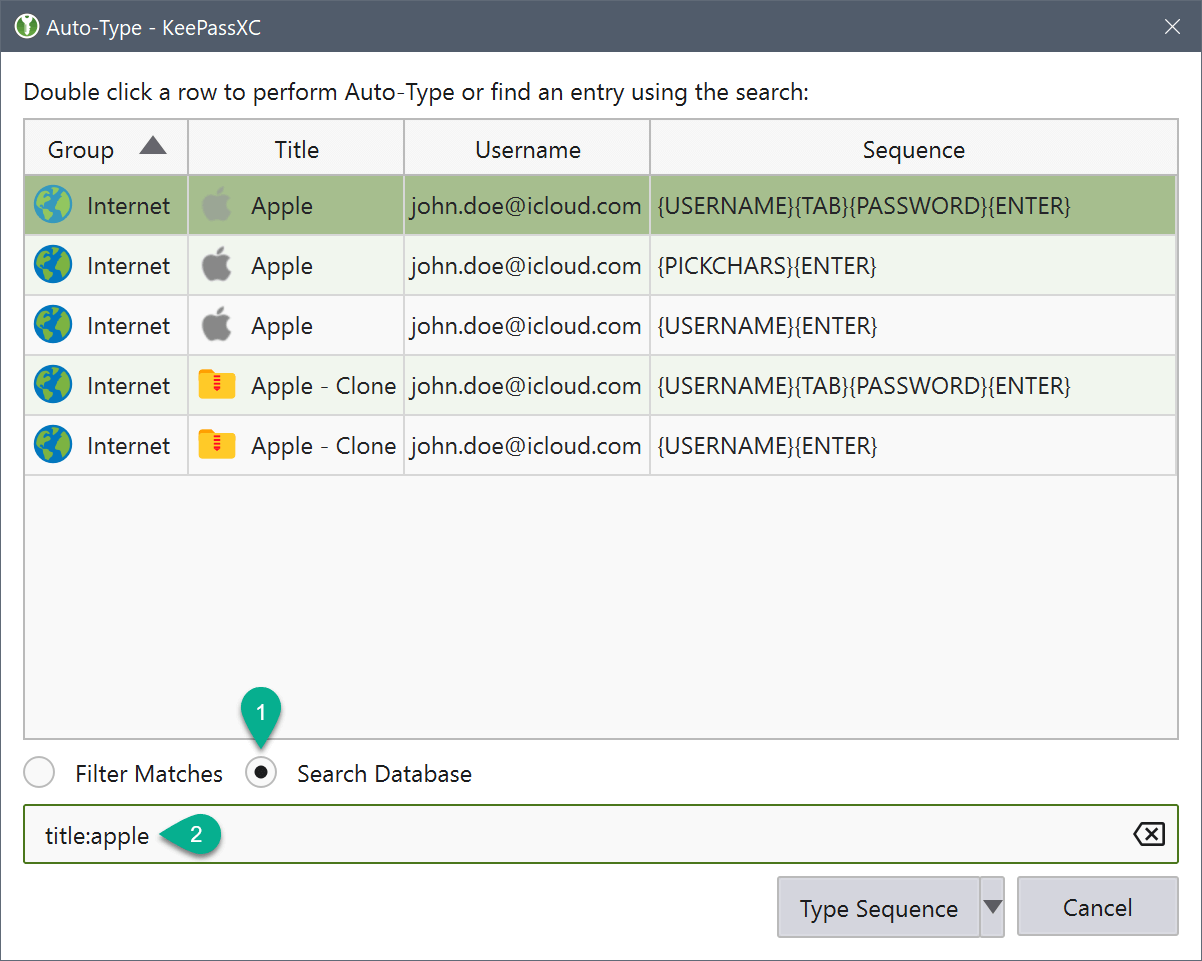 Auto-Type - KeePassXC
Double click a row to perform Auto-Type or find an entry using the search:
Group Title Username Sequence
Internet Apple john.doe@icloud.com {USERNAME}{TAB}{PASSWORD}{ENTER}
Internet Apple john.doe@icloud.com {PICKCHARS}{ENTER}
Internet Apple john.doe@icloud.com {USERNAME}{ENTER}
Internet Apple - Clone john.doe@icloud.com {USERNAME}{TAB}{PASSWORD}{ENTER}
Internet Apple - Clone john.doe@icloud.com {USERNAME}{ENTER}
1
Filter Matches Search Database
title:apple 2
Type Sequence Cancel